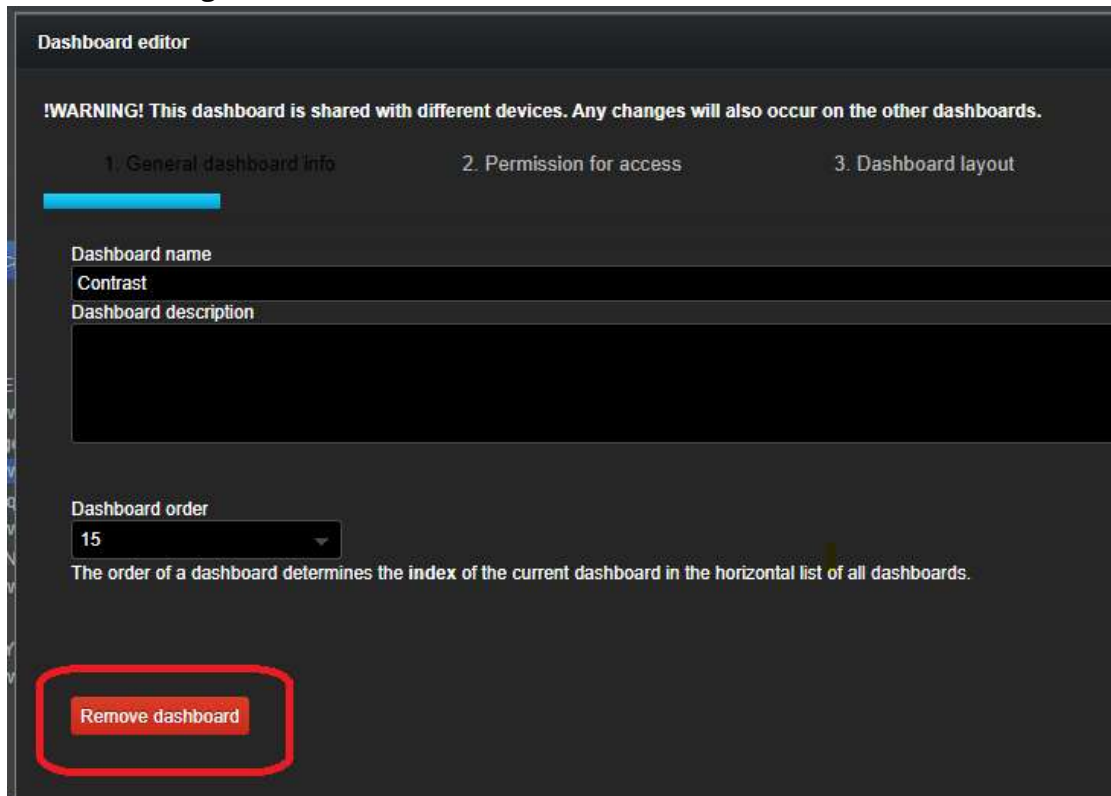 Dashboard editor
!WARNING! This dashboard is shared with different devices. Any changes will also occur on the other dashboards.
1. General dashboard info 2. Permission for access 3. Dashboard layout
Dashboard name
Contrast
Dashboard description
Dashboard order
15
The order of a dashboard determines the index of the current dashboard in the horizontal list of all dashboards.
Remove dashboard